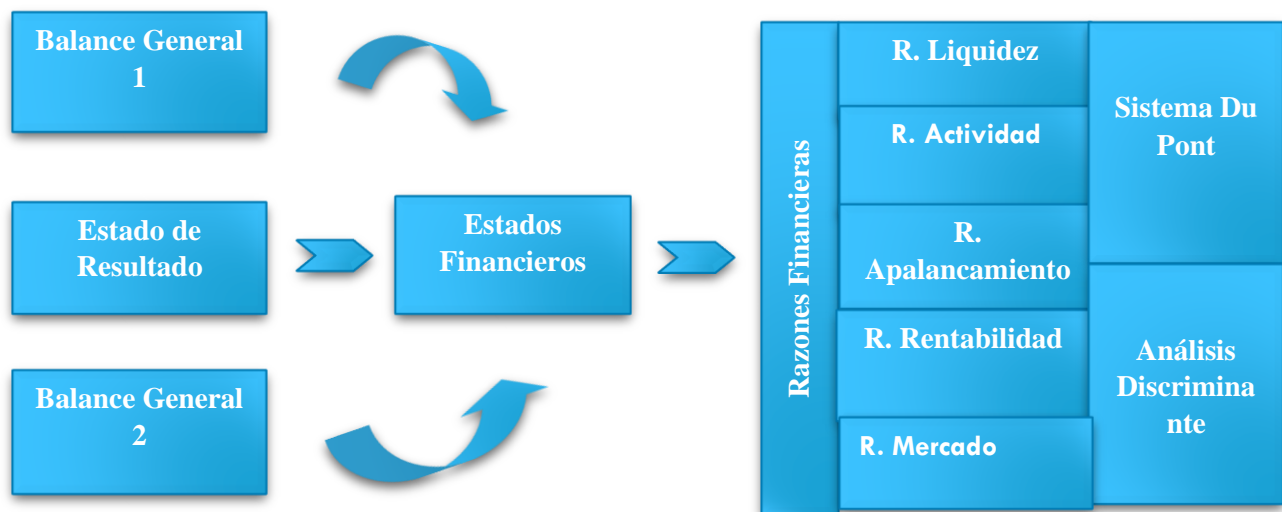 Balance General
1
Estado de
Resultado
Balance General
2
Estados
Financieros
Razones Financieras
R. Liquidez
R. Actividad
R.
Apalancamiento
R. Rentabilidad
R. Mercado
Sistema Du
Pont
Análisis
Discrimina
nte